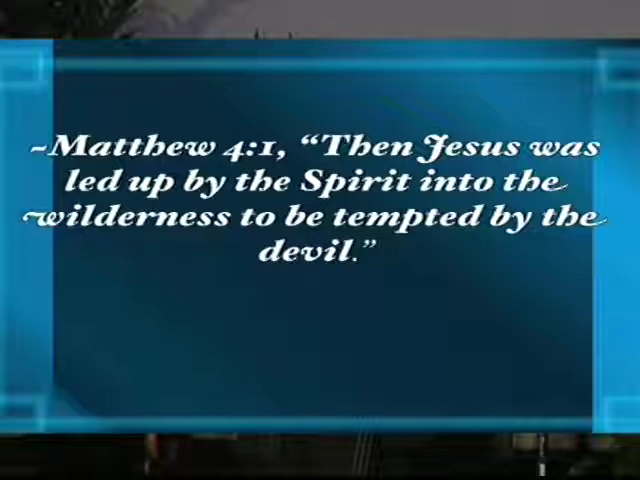 ~Matthew 4:1, “Then Jesus was
led up by the Spirit into the
wilderness to be tempted by the
devil.”